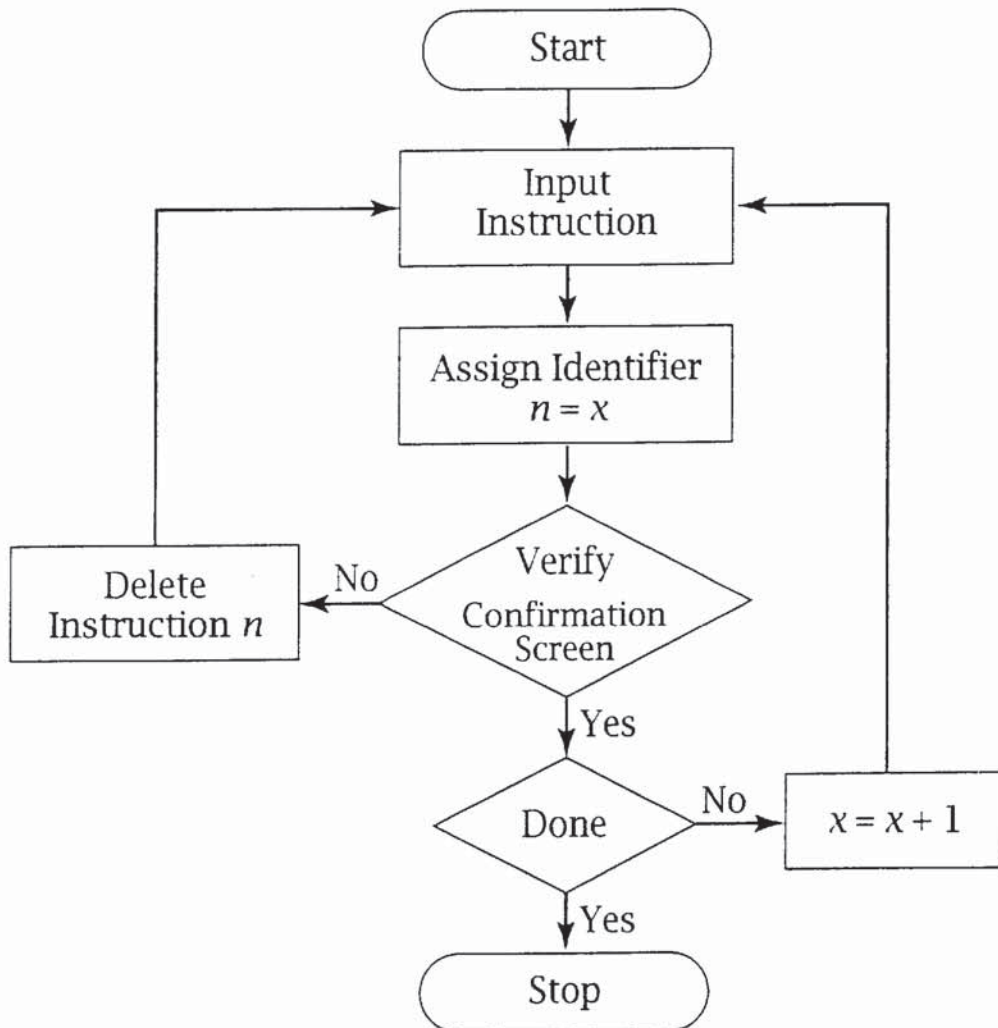 Start
Input
Instruction
Assign Identifier
n = x
Verify
Confirmation
Screen
No
Delete
Instruction n
Yes
Done
No
x = x + 1
Yes
Stop